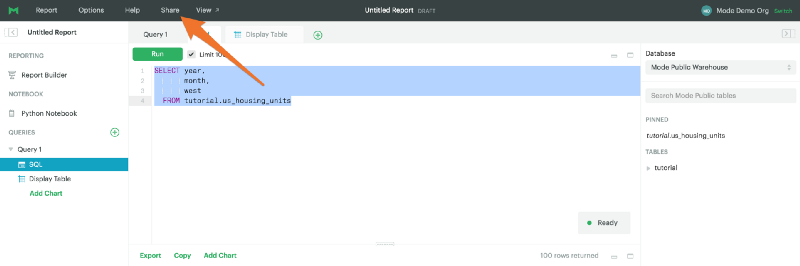 Report Options Help Share View ↗ Untitled Report DRAFT MD Mode Demo Org Switch
Untitled Report
Query 1 Display Table
REPORTING
Report Builder
NOTEBOOK
Python Notebook
QUERIES
Query 1
SQL
Display Table
Add Chart
Run Limit 100
1 SELECT year,
2 month,
3 west
4 FROM tutorial.us_housing_units
Ready
Export Copy Add Chart 100 rows returned
Database
Mode Public Warehouse
Search Mode Public tables
PINNED
tutorial.us_housing_units
TABLES
tutorial